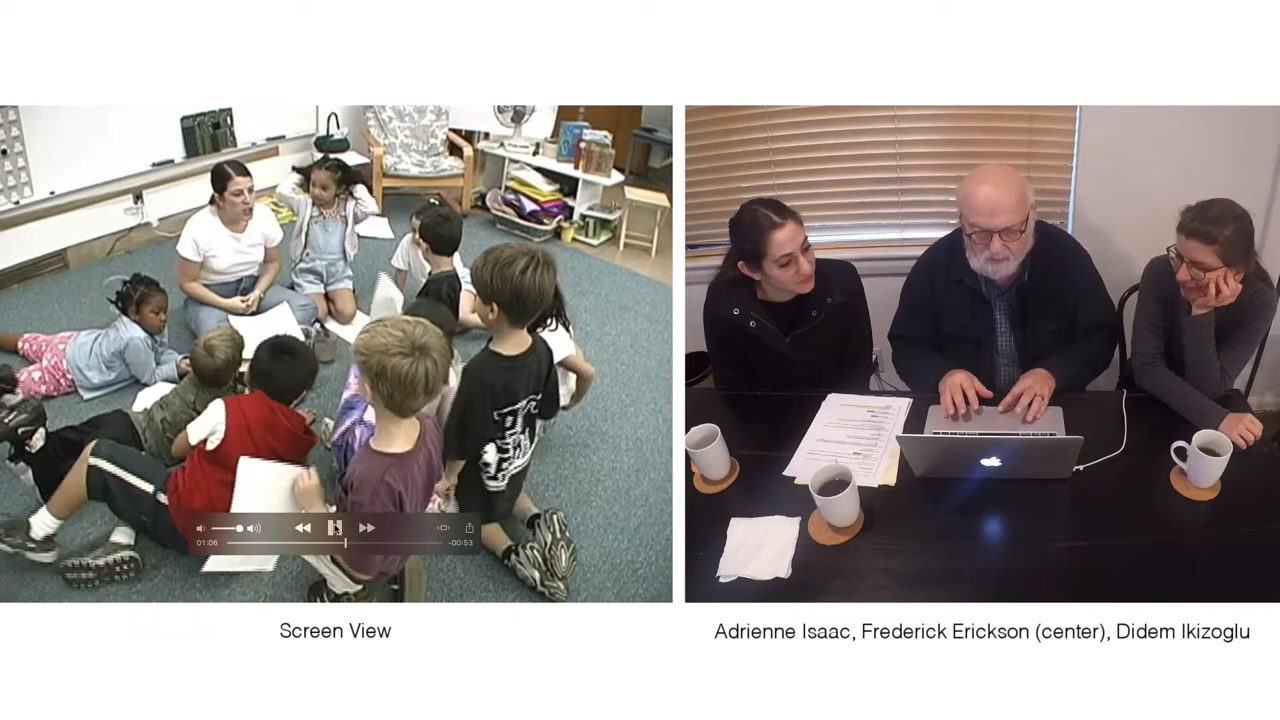 01:06
-00:53
Screen View
Adrienne Isaac, Frederick Erickson (center), Didem Ikizoglu